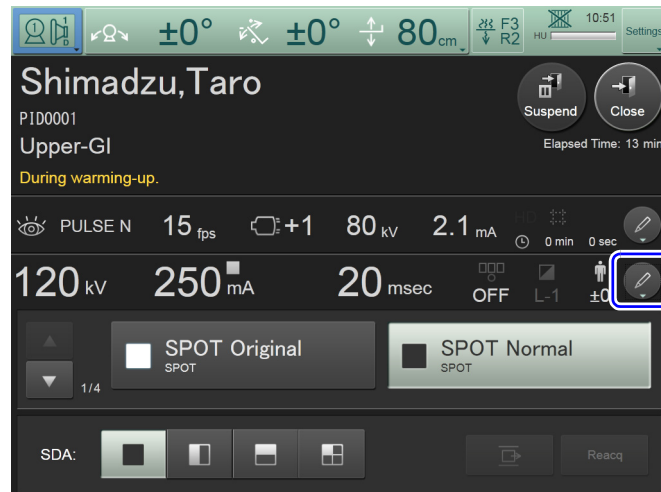 ±0° ±0° 80cm F3 R2 HU 10:51 Settings
Shimadzu,Taro
PID0001
Upper-GI
During warming-up.
Suspend Close
Elapsed Time: 13 min
PULSE N 15 fps +1 80 kV 2.1 mA HD 0 min 0 sec
120 kV 250 mA 20 msec OFF L-1 ±0
SPOT Original
SPOT
SPOT Normal
SPOT
1/4
SDA:
Reacq